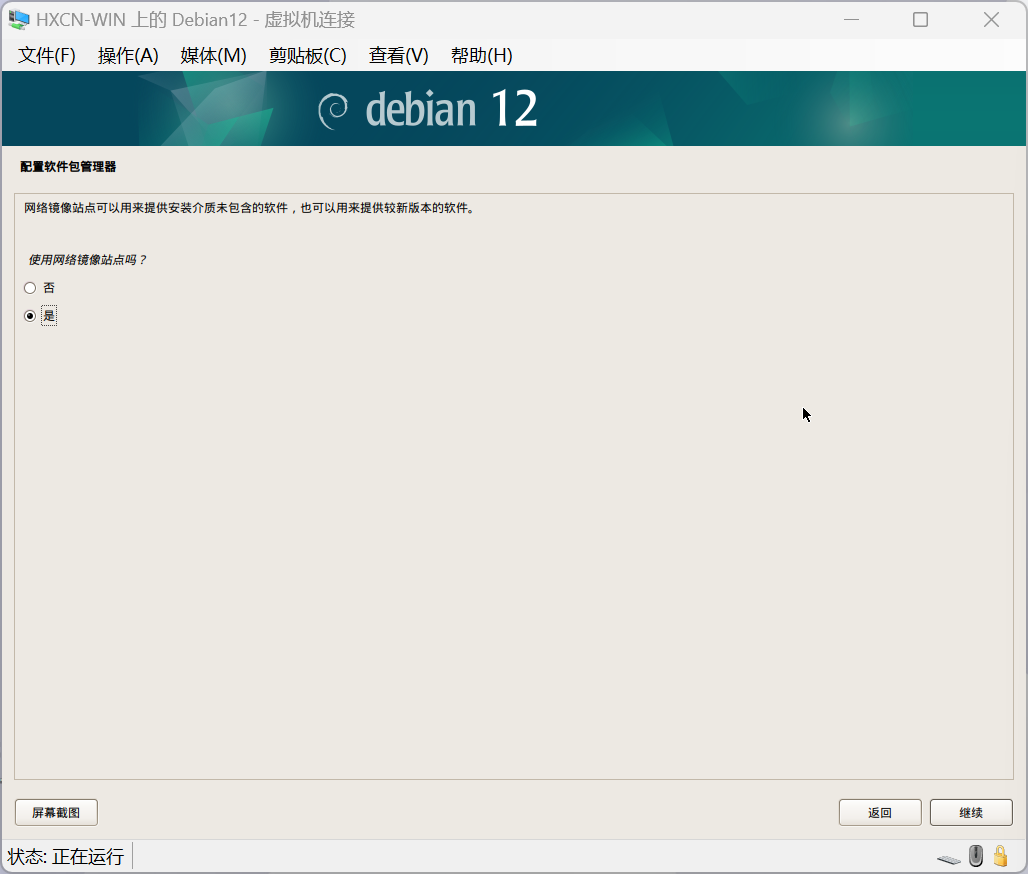 HXCN-WIN 上的 Debian12 - 虚拟机连接
文件(F) 操作(A) 媒体(M) 剪贴板(C) 查看(V) 帮助(H)
debian 12
配置软件包管理器
网络镜像站点可以用来提供安装介质未包含的软件，也可以用来提供较新版本的软件。
使用网络镜像站点吗？
否
是
屏幕截图 返回 继续
状态: 正在运行